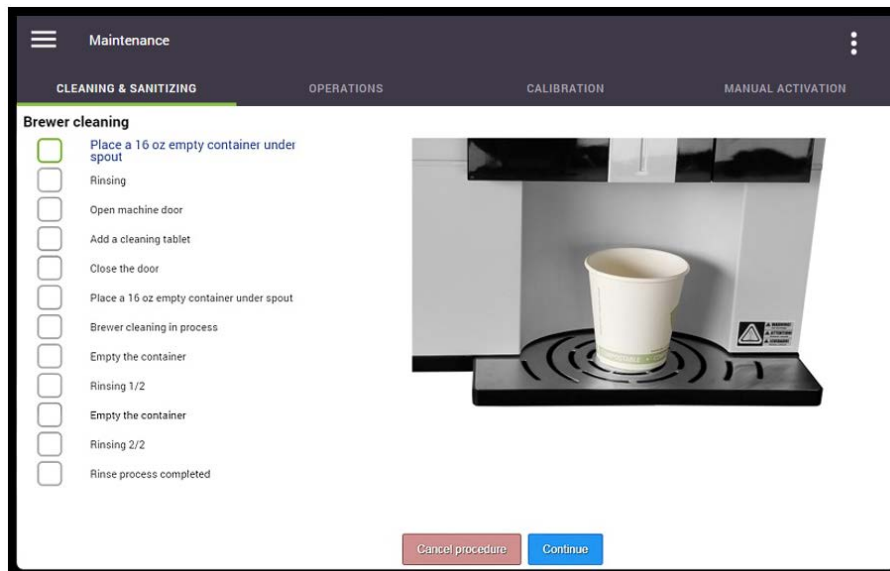 Maintenance
CLEANING & SANITIZING
OPERATIONS
CALIBRATION
MANUAL ACTIVATION
Brewer cleaning
Place a 16 oz empty container under
spout
Rinsing
Open machine door
Add a cleaning tablet
Close the door
Place a 16 oz empty container under spout
Brewer cleaning in process
Empty the container
Rinsing 1/2
Empty the container
Rinsing 2/2
Rinse process completed
WARNING
ATTENTION
Cancel procedure
Continue